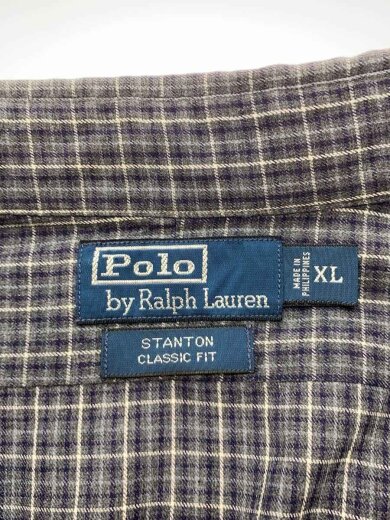 Polo
by Ralph Lauren
MADE IN
PHILIPPINES
XL
STANTON
CLASSIC FIT